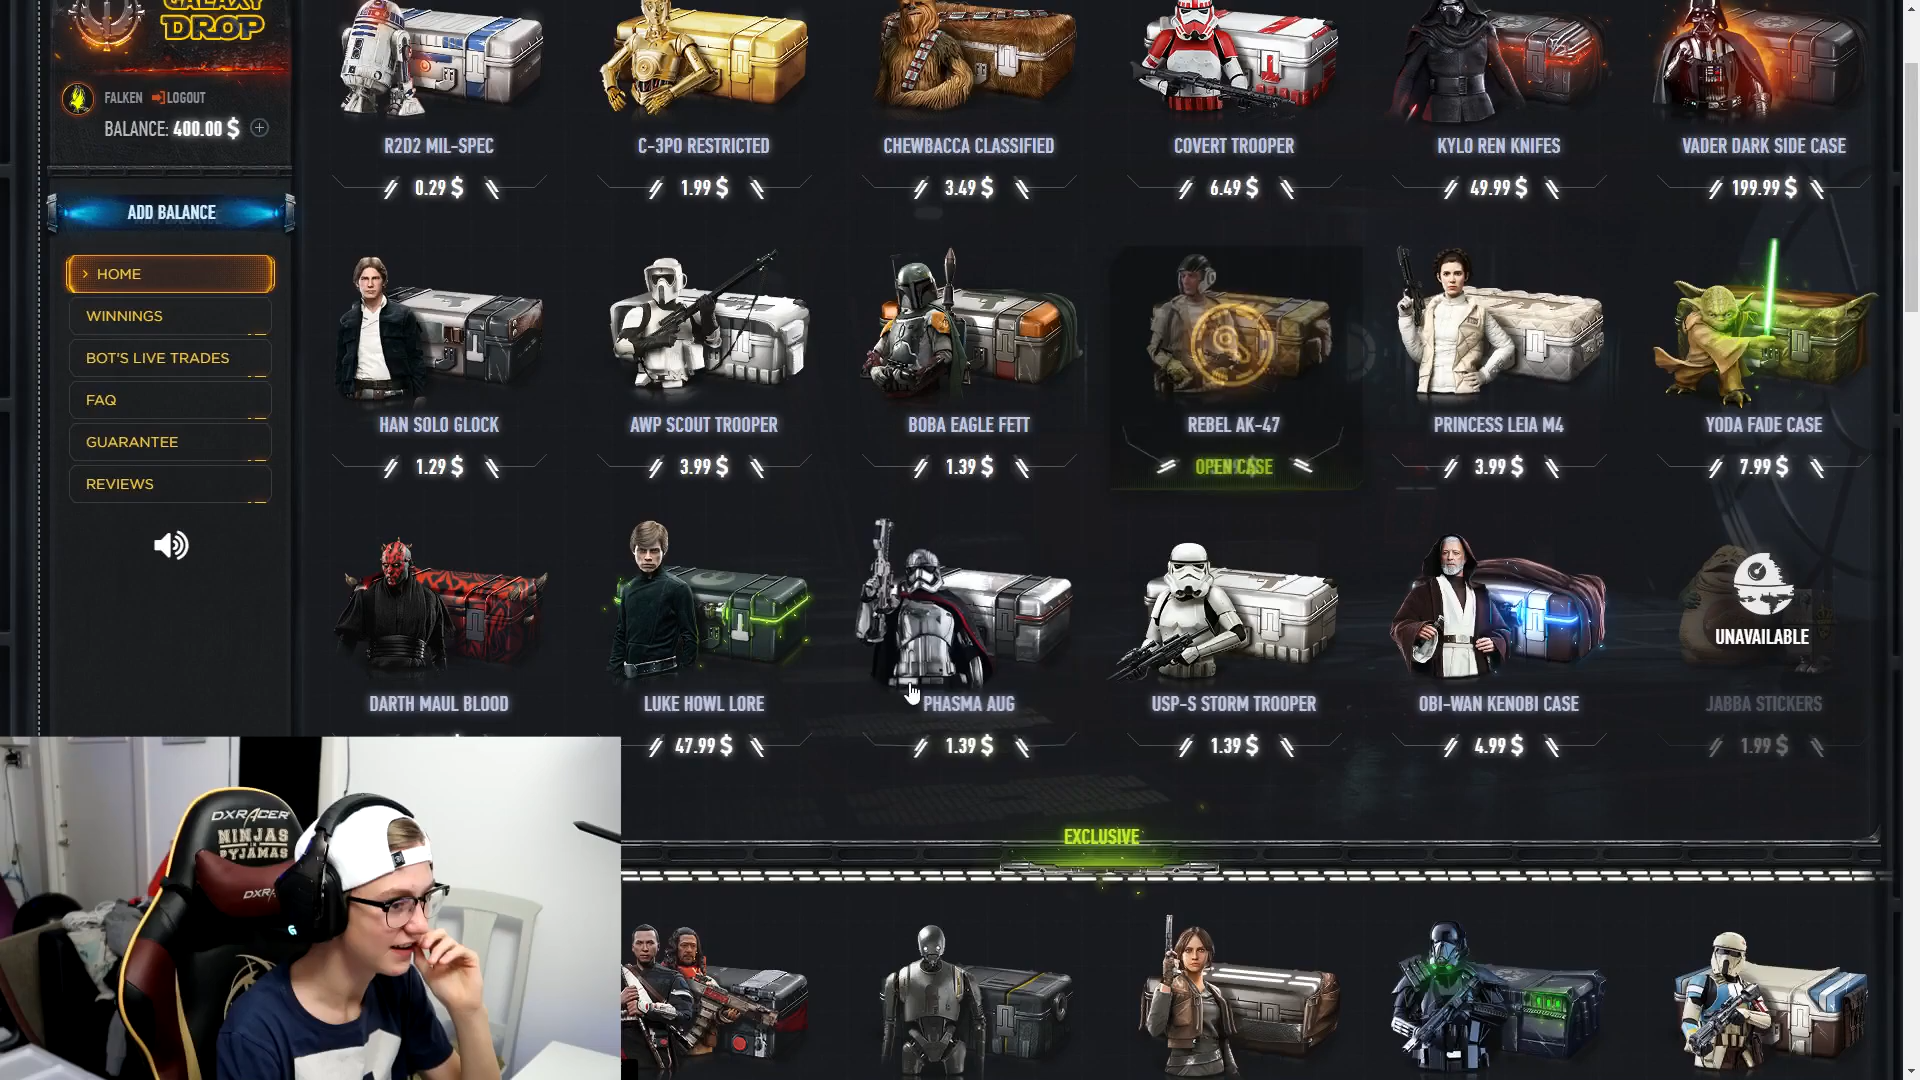 GALAXY
DROP
FALKEN LOGOUT
BALANCE: 400.00 $
ADD BALANCE
HOME
WINNINGS
BOT'S LIVE TRADES
FAQ
GUARANTEE
REVIEWS
R2D2 MIL-SPEC
C-3PO RESTRICTED
CHEWBACCA CLASSIFIED
COVERT TROOPER
KYLO REN KNIFES
VADER DARK SIDE CASE
0.29 $
1.99 $
3.49 $
6.49 $
49.99 $
199.99 $
HAN SOLO GLOCK
AWP SCOUT TROOPER
BOBA EAGLE FETT
REBEL AK-47
PRINCESS LEIA M4
YODA FADE CASE
1.29 $
3.99 $
1.39 $
OPEN CASE
3.99 $
7.99 $
UNAVAILABLE
DARTH MAUL BLOOD
LUKE HOWL LORE
PHASMA AUG
USP-S STORM TROOPER
OBI-WAN KENOBI CASE
JABBA STICKERS
47.99 $
1.39 $
1.39 $
4.99 $
1.99 $
EXCLUSIVE
DXRACER
NINJAS
IN
PYJAMAS